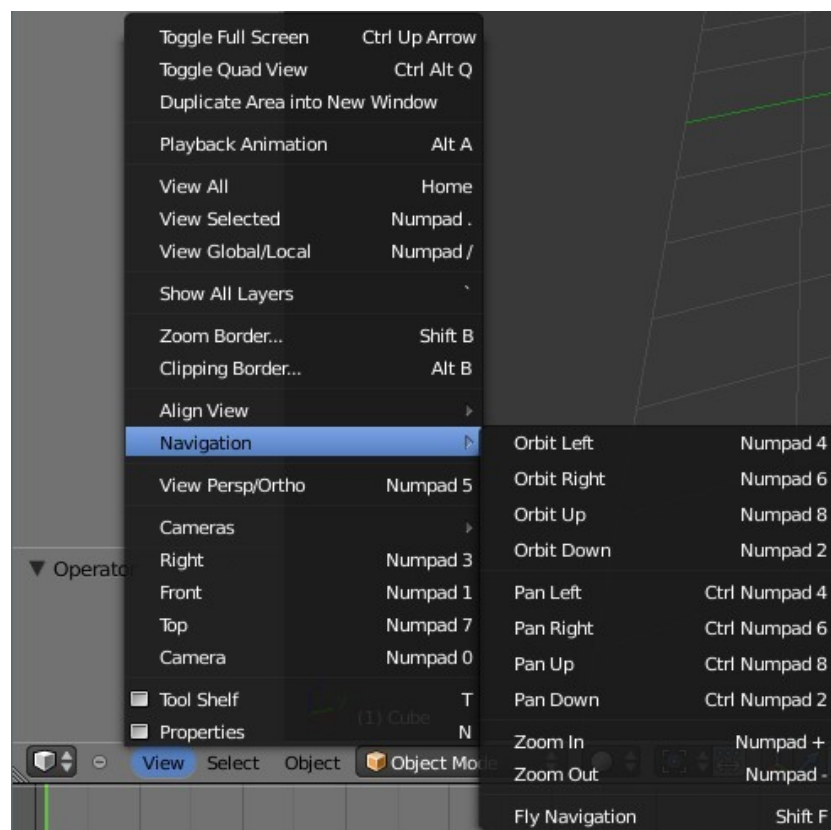 Toggle Full Screen Ctrl Up Arrow
Toggle Quad View Ctrl Alt Q
Duplicate Area into New Window
Playback Animation Alt A
View All Home
View Selected Numpad .
View Global/Local Numpad /
Show All Layers `
Zoom Border... Shift B
Clipping Border... Alt B
Align View
Navigation
View Persp/Ortho Numpad 5
Cameras
Right Numpad 3
Front Numpad 1
Top Numpad 7
Camera Numpad 0
Tool Shelf T
Properties N
Orbit Left Numpad 4
Orbit Right Numpad 6
Orbit Up Numpad 8
Orbit Down Numpad 2
Pan Left Ctrl Numpad 4
Pan Right Ctrl Numpad 6
Pan Up Ctrl Numpad 8
Pan Down Ctrl Numpad 2
Zoom In Numpad +
Zoom Out Numpad -
Fly Navigation Shift F
Operator
(1) Cube
View Select Object Object Mode